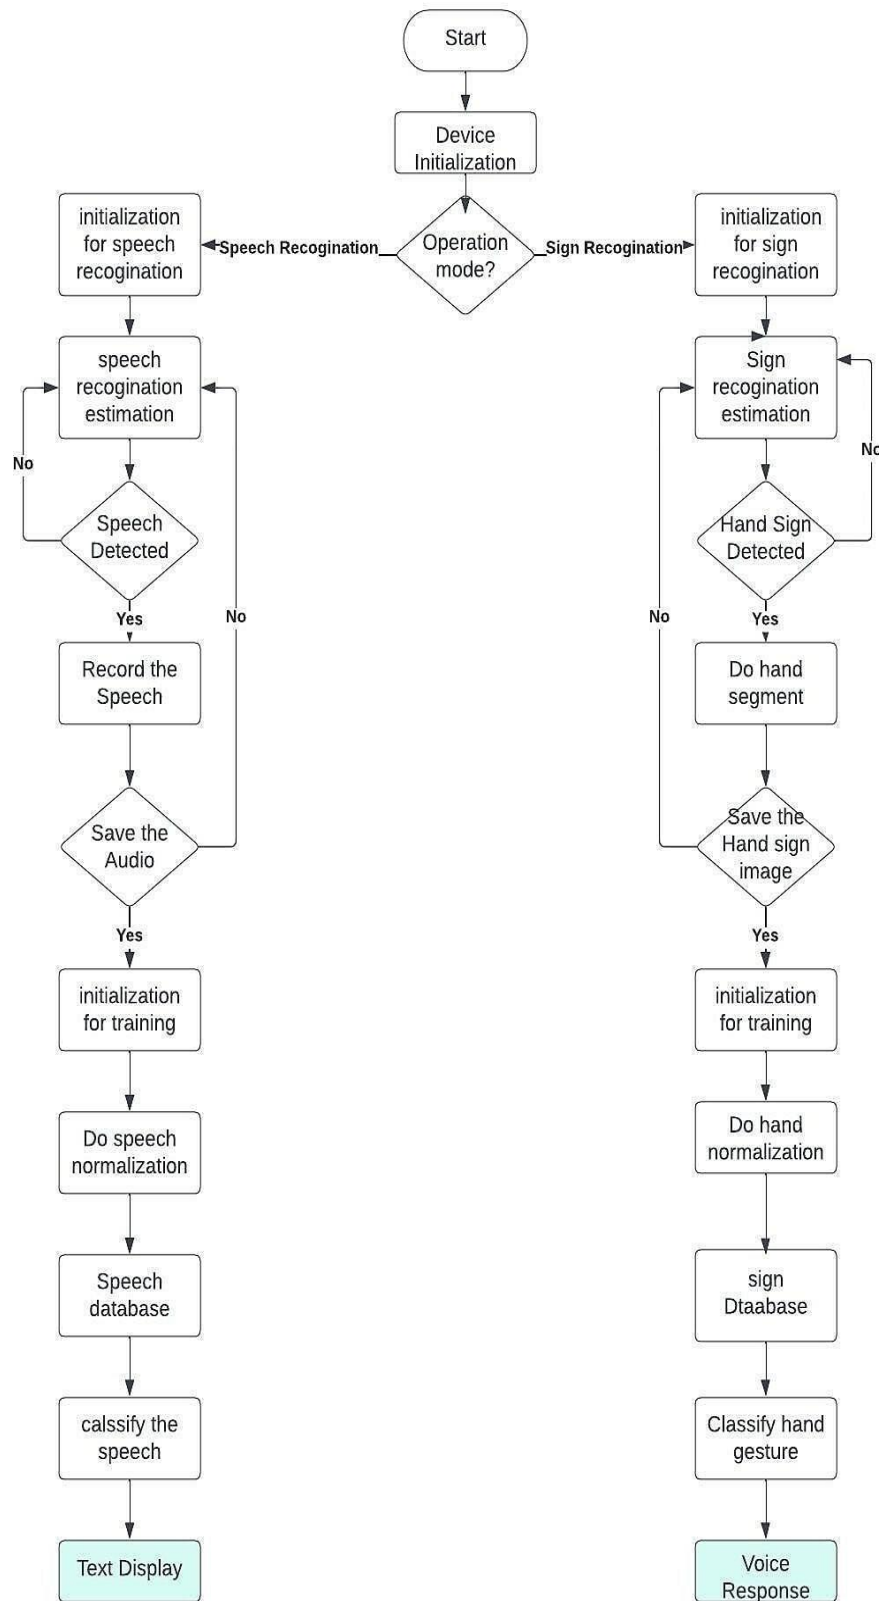 Start
Device
Initialization
Operation
mode?
Speech Recogination
Sign Recogination
initialization
for speech
recogination
speech
recogination
estimation
No
Speech
Detected
Yes
No
Record the
Speech
Save the
Audio
Yes
initialization
for training
Do speech
normalization
Speech
database
calssify the
speech
Text Display
initialization
for sign
recogination
Sign
recogination
estimation
No
Hand Sign
Detected
Yes
No
Do hand
segment
Save the
Hand sign
image
Yes
initialization
for training
Do hand
normalization
sign
Dtaabase
Classify hand
gesture
Voice
Response